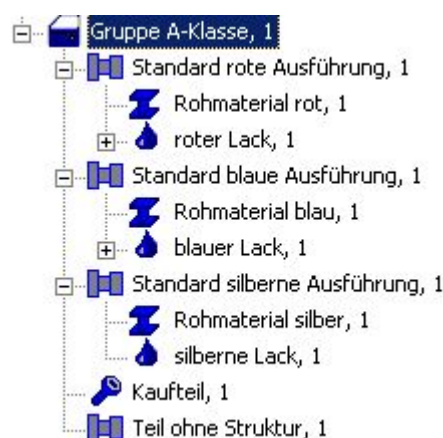 Gruppe A-Klasse, 1
Standard rote Ausführung, 1
Rohmaterial rot, 1
roter Lack, 1
Standard blaue Ausführung, 1
Rohmaterial blau, 1
blauer Lack, 1
Standard silberne Ausführung, 1
Rohmaterial silber, 1
silberne Lack, 1
Kaufteil, 1
Teil ohne Struktur, 1